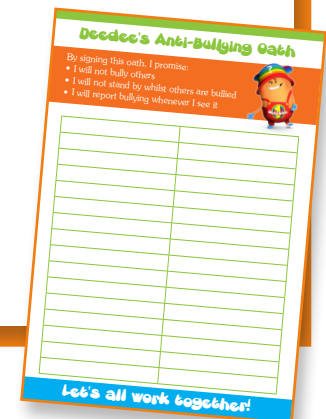 Deedee's Anti-Bullying Oath
By signing this oath, I promise:
• I will not bully others
• I will not stand by whilst others are bullied
• I will report bullying whenever I see it
Let's all work together!